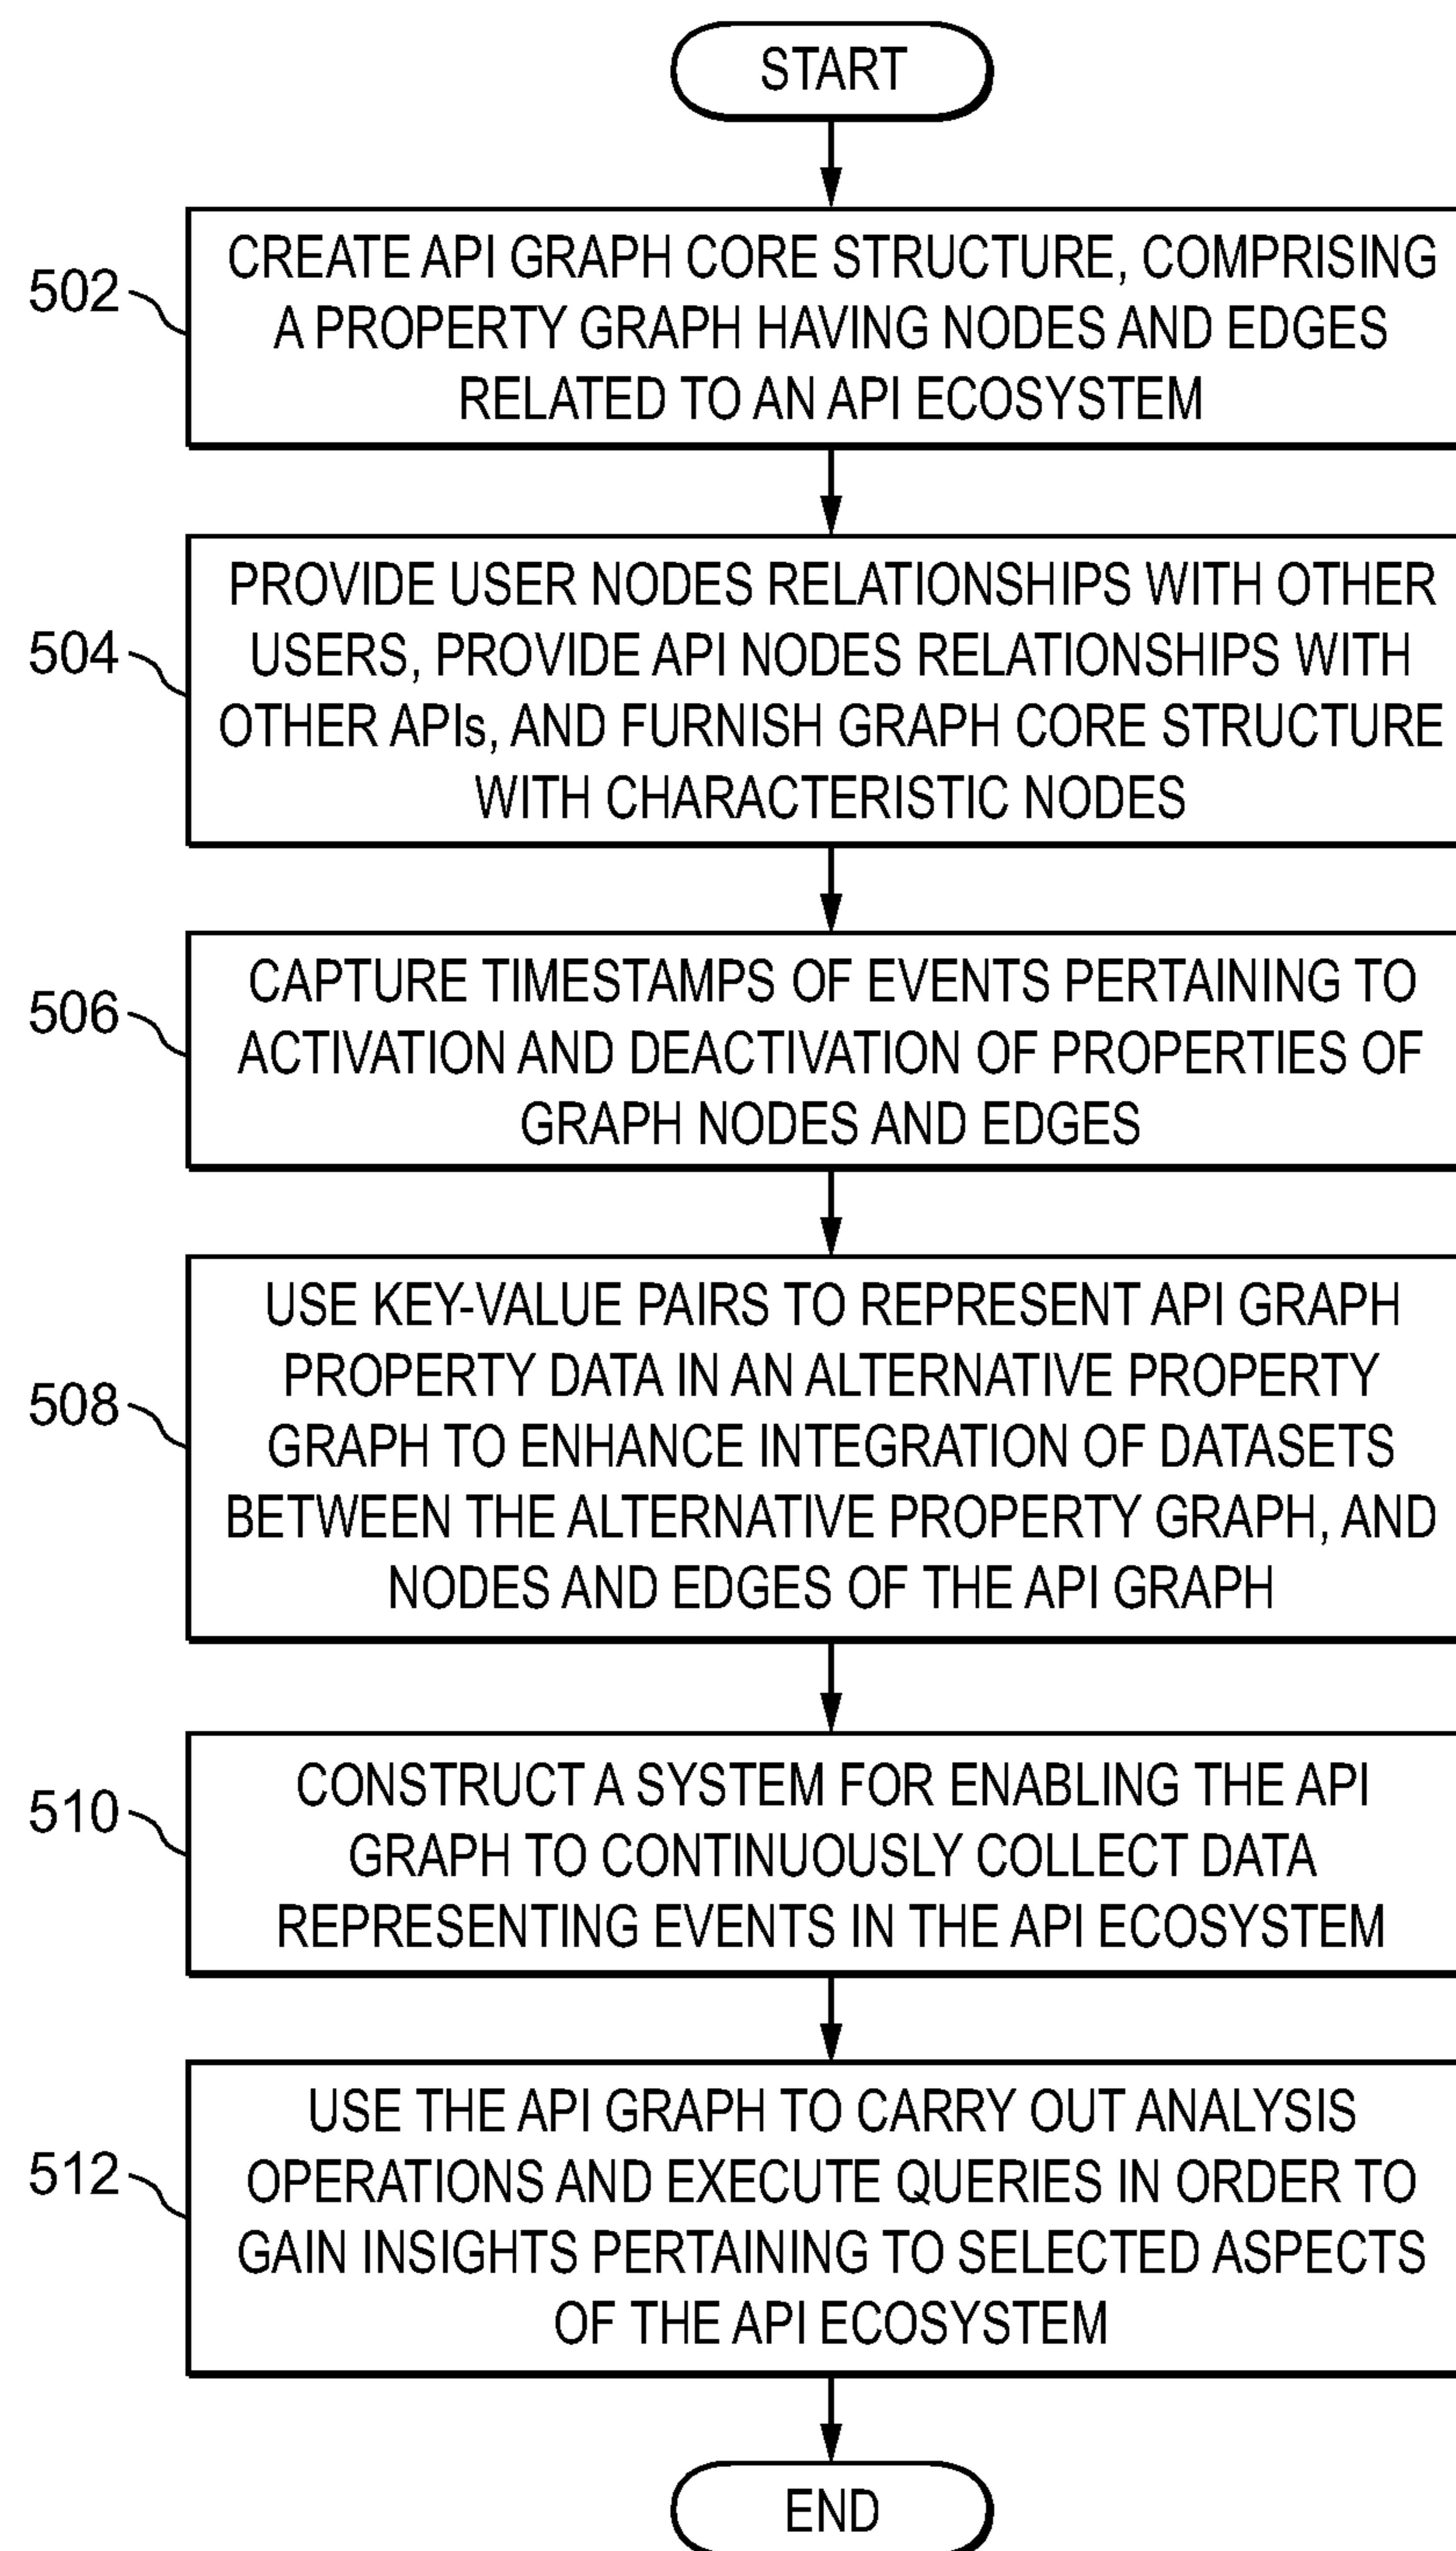 START
502
CREATE API GRAPH CORE STRUCTURE, COMPRISING
A PROPERTY GRAPH HAVING NODES AND EDGES
RELATED TO AN API ECOSYSTEM
504
PROVIDE USER NODES RELATIONSHIPS WITH OTHER
USERS, PROVIDE API NODES RELATIONSHIPS WITH
OTHER APIs, AND FURNISH GRAPH CORE STRUCTURE
WITH CHARACTERISTIC NODES
506
CAPTURE TIMESTAMPS OF EVENTS PERTAINING TO
ACTIVATION AND DEACTIVATION OF PROPERTIES OF
GRAPH NODES AND EDGES
508
USE KEY-VALUE PAIRS TO REPRESENT API GRAPH
PROPERTY DATA IN AN ALTERNATIVE PROPERTY
GRAPH TO ENHANCE INTEGRATION OF DATASETS
BETWEEN THE ALTERNATIVE PROPERTY GRAPH, AND
NODES AND EDGES OF THE API GRAPH
510
CONSTRUCT A SYSTEM FOR ENABLING THE API
GRAPH TO CONTINUOUSLY COLLECT DATA
REPRESENTING EVENTS IN THE API ECOSYSTEM
512
USE THE API GRAPH TO CARRY OUT ANALYSIS
OPERATIONS AND EXECUTE QUERIES IN ORDER TO
GAIN INSIGHTS PERTAINING TO SELECTED ASPECTS
OF THE API ECOSYSTEM
END